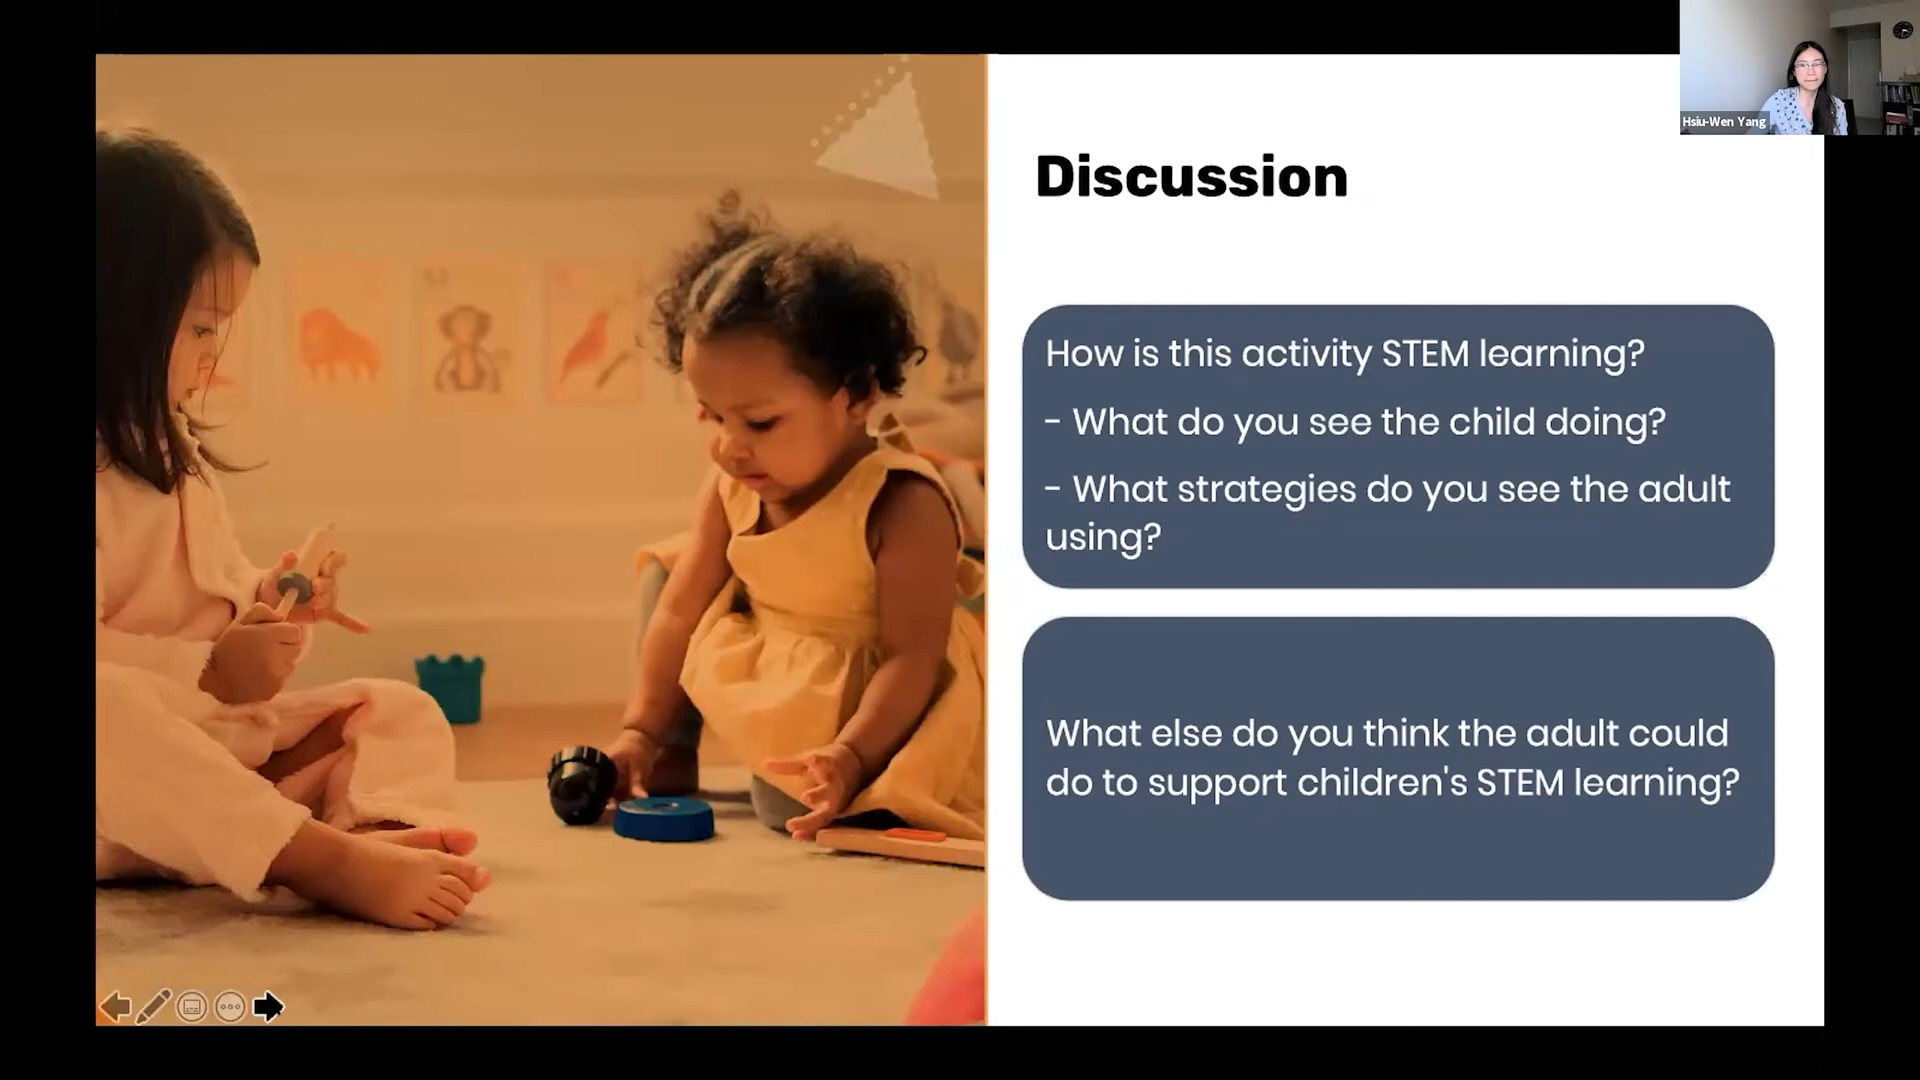 Hsiu-Wen Yang
Discussion
How is this activity STEM learning?
- What do you see the child doing?
- What strategies do you see the adult
using?
What else do you think the adult could
do to support children's STEM learning?